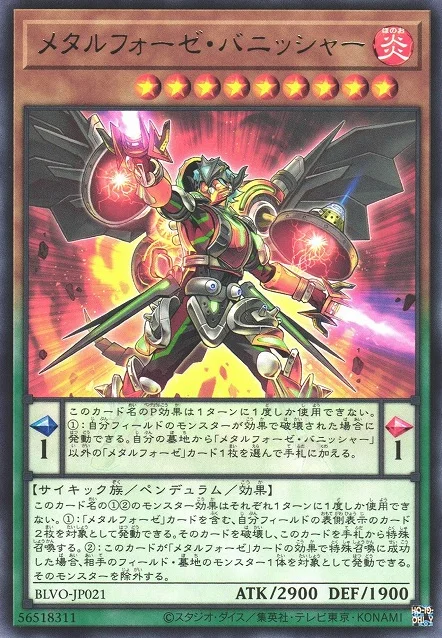 メタルフォーゼ・バニッシャー
炎
ほのお
このカード名のP効果は1ターンに1度しか使用できない。
①：自分フィールドのモンスターが効果で破壊された場合に
発動できる。自分の墓地から「メタルフォーゼ・バニッシャー」
以外の「メタルフォーゼ」カード1枚を選んで手札に加える。
1
1
【サイキック族／ペンデュラム／効果】
このカード名の①②のモンスター効果はそれぞれ1ターンに1度しか使用でき
ない。①：「メタルフォーゼ」カードを含む、自分フィールドの表側表示のカード
2枚を対象として発動できる。そのカードを破壊し、このカードを手札から特殊
召喚する。②：このカードが「メタルフォーゼ」カードの効果で特殊召喚に成功
した場合、相手のフィールド・墓地のモンスター1体を対象として発動できる。
そのモンスターを除外する。
BLVO-JP021
ATK/2900 DEF/1900
56518311
©スタジオ・ダイス／集英社・テレビ東京・KONAMI